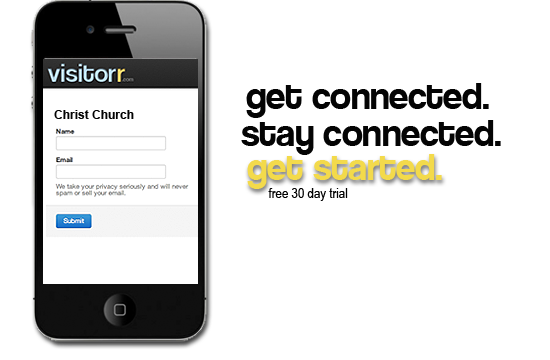 visitorr.com
Christ Church
Name
Email
We take your privacy seriously and will never
spam or sell your email.
Submit
get connected.
stay connected.
get started.
free 30 day trial